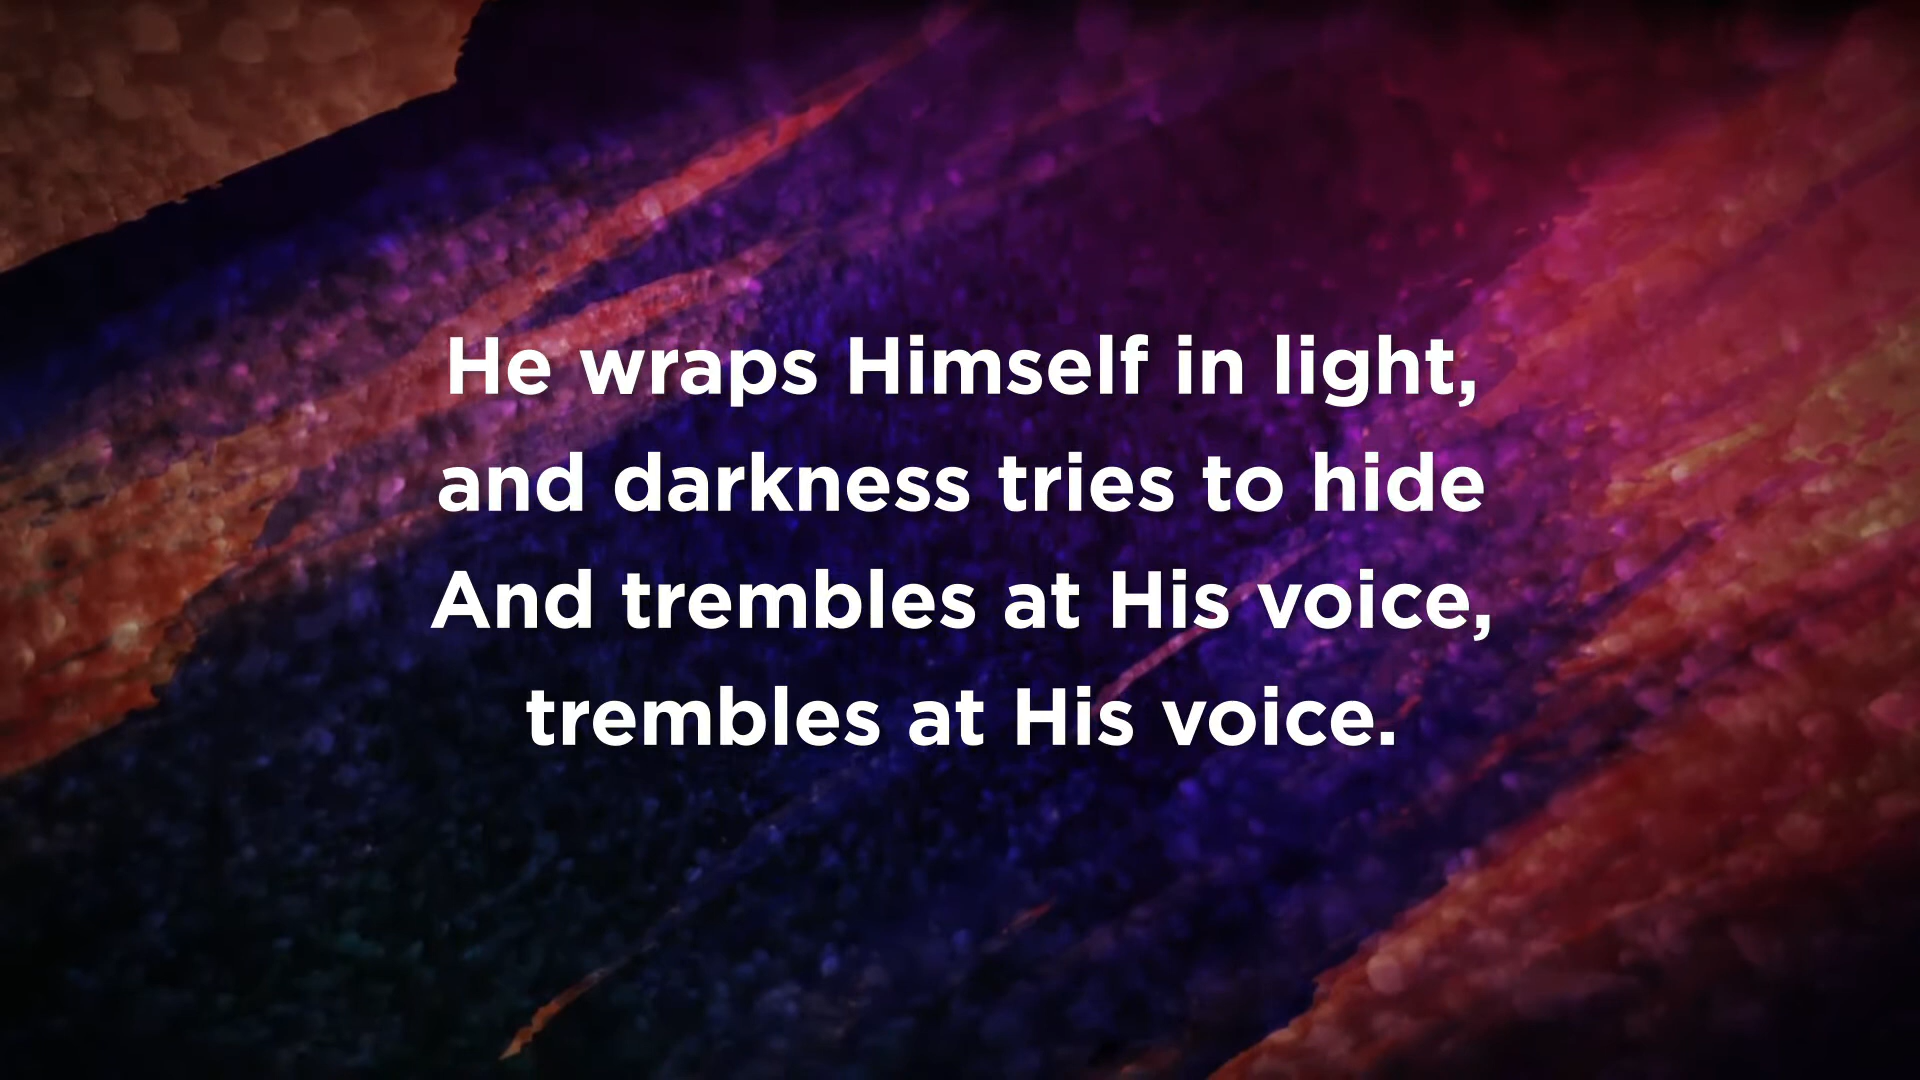 He wraps Himself in light,
and darkness tries to hide
And trembles at His voice,
trembles at His voice.